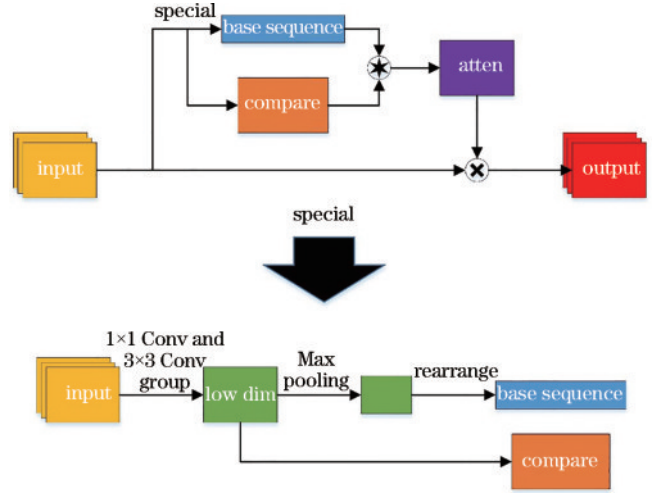 special
base sequence
compare
atten
input
output
special
1×1 Conv and
3×3 Conv
group
input
low dim
Max
pooling
rearrange
base sequence
compare